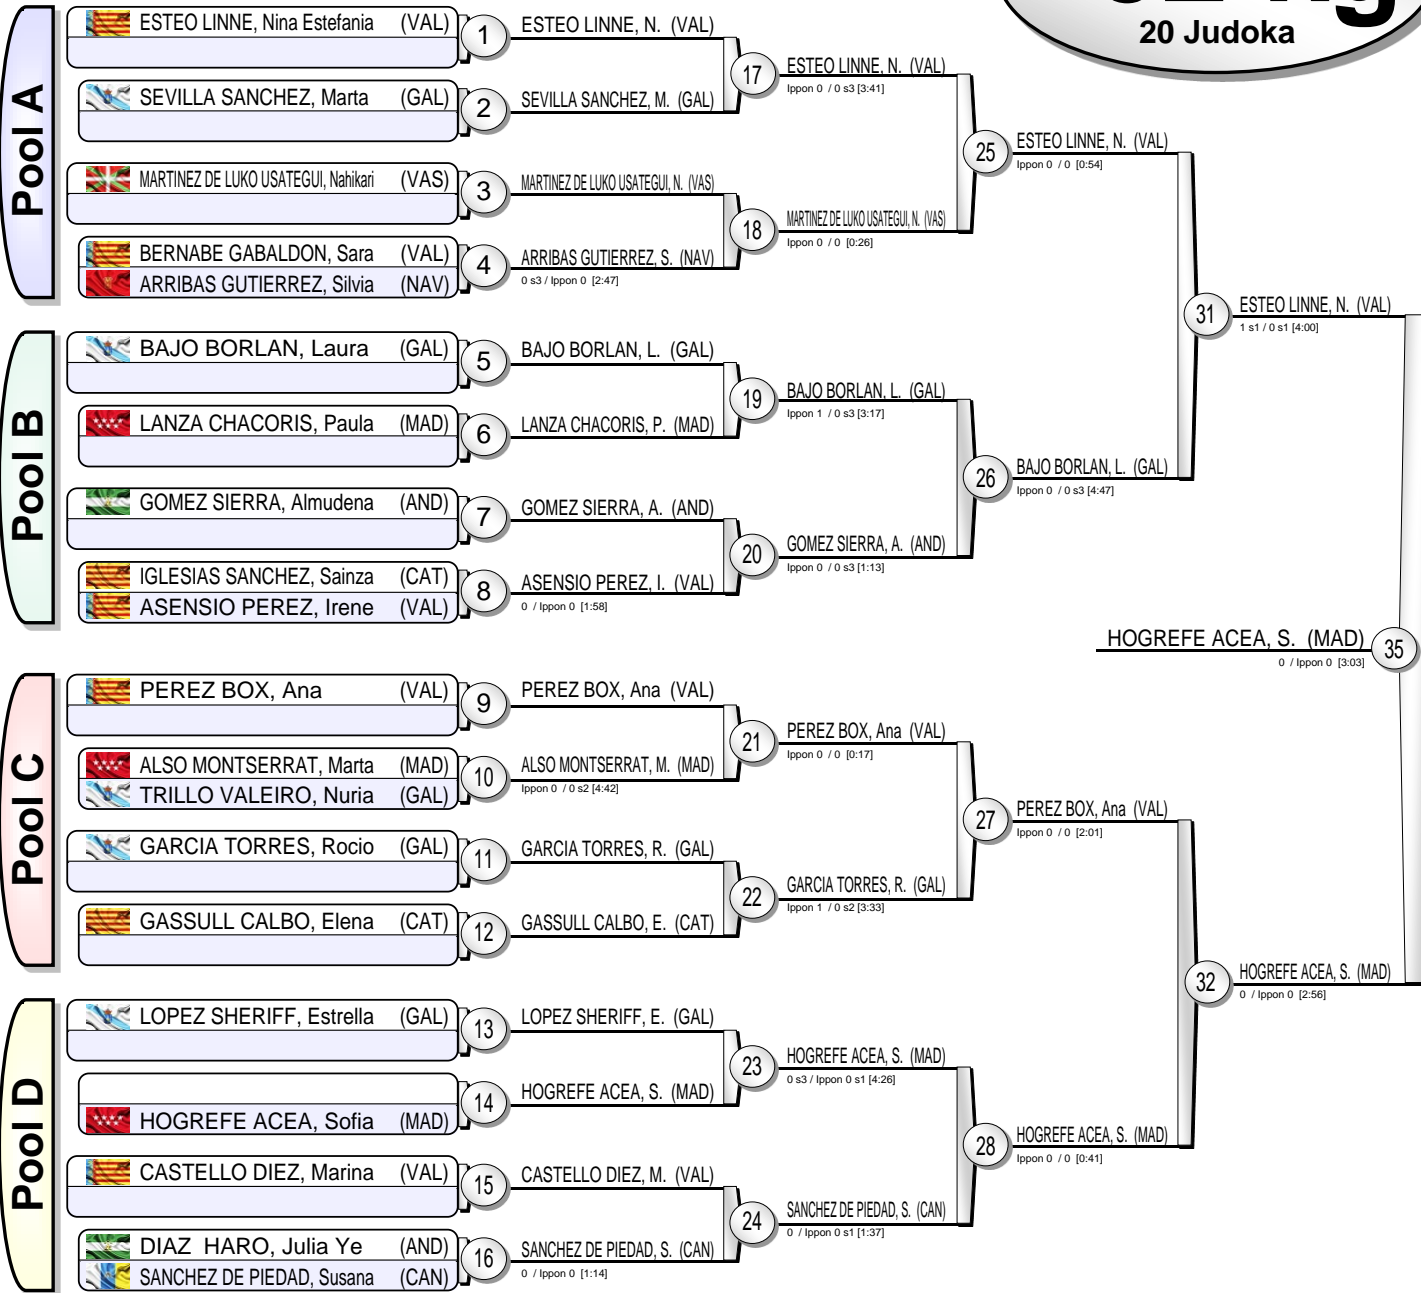 20 Judoka
Pool A
ESTEO LINNE, Nina Estefania (VAL)
1
SEVILLA SANCHEZ, Marta (GAL)
2
MARTINEZ DE LUKO USATEGUI, Nahikari (VAS)
3
BERNABE GABALDON, Sara (VAL)
ARRIBAS GUTIERREZ, Silvia (NAV)
4
Pool B
BAJO BORLAN, Laura (GAL)
5
LANZA CHACORIS, Paula (MAD)
6
GOMEZ SIERRA, Almudena (AND)
7
IGLESIAS SANCHEZ, Sainza (CAT)
ASENSIO PEREZ, Irene (VAL)
8
Pool C
PEREZ BOX, Ana (VAL)
9
ALSO MONTSERRAT, Marta (MAD)
TRILLO VALEIRO, Nuria (GAL)
10
GARCIA TORRES, Rocio (GAL)
11
GASSULL CALBO, Elena (CAT)
12
Pool D
LOPEZ SHERIFF, Estrella (GAL)
13
HOGREFE ACEA, Sofia (MAD)
14
CASTELLO DIEZ, Marina (VAL)
15
DIAZ HARO, Julia Ye (AND)
SANCHEZ DE PIEDAD, Susana (CAN)
16
ESTEO LINNE, N. (VAL)
SEVILLA SANCHEZ, M. (GAL)
17
MARTINEZ DE LUKO USATEGUI, N. (VAS)
ARRIBAS GUTIERREZ, S. (NAV)
0 s3 / Ippon 0 [2:47]
18
BAJO BORLAN, L. (GAL)
LANZA CHACORIS, P. (MAD)
19
GOMEZ SIERRA, A. (AND)
ASENSIO PEREZ, I. (VAL)
0 / Ippon 0 [1:58]
20
PEREZ BOX, Ana (VAL)
ALSO MONTSERRAT, M. (MAD)
Ippon 0 / 0 s2 [4:42]
21
GARCIA TORRES, R. (GAL)
GASSULL CALBO, E. (CAT)
22
LOPEZ SHERIFF, E. (GAL)
HOGREFE ACEA, S. (MAD)
23
CASTELLO DIEZ, M. (VAL)
SANCHEZ DE PIEDAD, S. (CAN)
0 / Ippon 0 [1:14]
24
ESTEO LINNE, N. (VAL)
Ippon 0 / 0 s3 [3:41]
MARTINEZ DE LUKO USATEGUI, N. (VAS)
Ippon 0 / 0 [0:26]
25
BAJO BORLAN, L. (GAL)
Ippon 1 / 0 s3 [3:17]
GOMEZ SIERRA, A. (AND)
Ippon 0 / 0 s3 [1:13]
26
PEREZ BOX, Ana (VAL)
Ippon 0 / 0 [0:17]
GARCIA TORRES, R. (GAL)
Ippon 1 / 0 s2 [3:33]
27
HOGREFE ACEA, S. (MAD)
0 s3 / Ippon 0 s1 [4:26]
SANCHEZ DE PIEDAD, S. (CAN)
0 / Ippon 0 s1 [1:37]
28
ESTEO LINNE, N. (VAL)
Ippon 0 / 0 [0:54]
BAJO BORLAN, L. (GAL)
Ippon 0 / 0 s3 [4:47]
31
PEREZ BOX, Ana (VAL)
Ippon 0 / 0 [2:01]
HOGREFE ACEA, S. (MAD)
Ippon 0 / 0 [0:41]
32
ESTEO LINNE, N. (VAL)
1 s1 / 0 s1 [4:00]
HOGREFE ACEA, S. (MAD)
0 / Ippon 0 [2:56]
HOGREFE ACEA, S. (MAD)
0 / Ippon 0 [3:03]
35